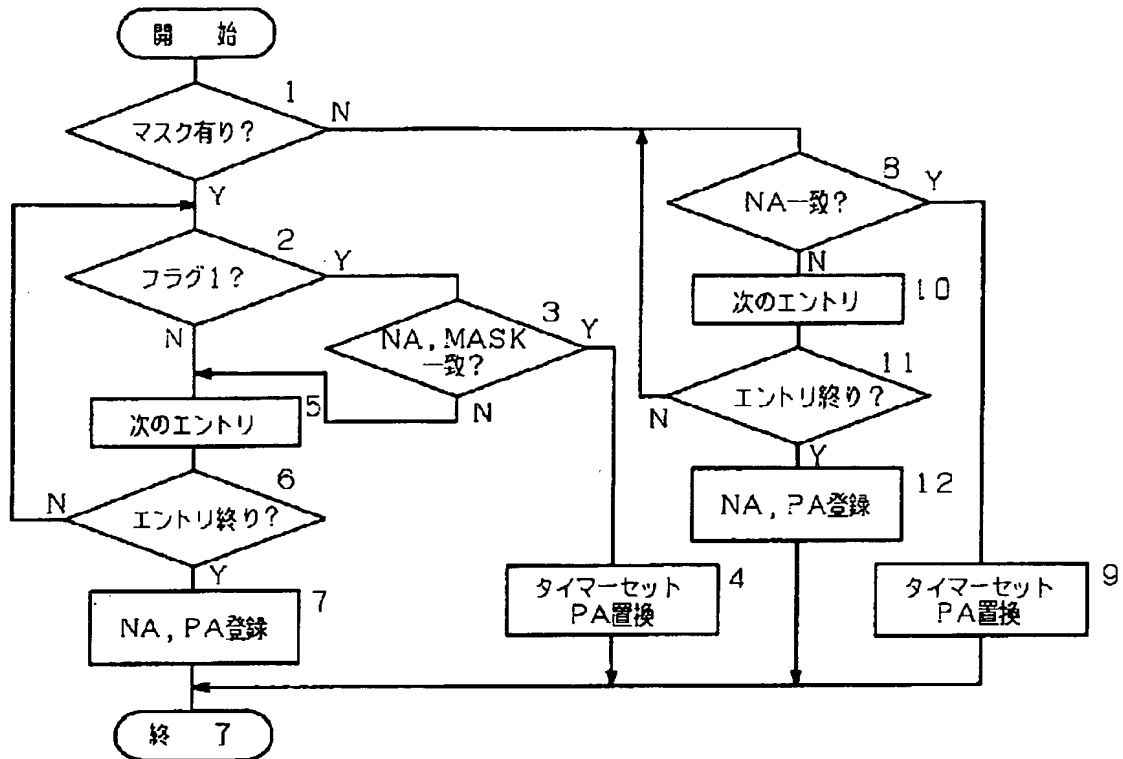 開 始
1
マスク有り?
N
Y
2
フラグ1?
Y
N
3
NA,MASK
一致?
Y
N
5
次のエントリ
6
エントリ終り?
N
Y
7
NA,PA登録
4
タイマーセット
PA置換
8
NA一致?
Y
N
10
次のエントリ
11
エントリ終り?
N
Y
12
NA,PA登録
9
タイマーセット
PA置換
終 了